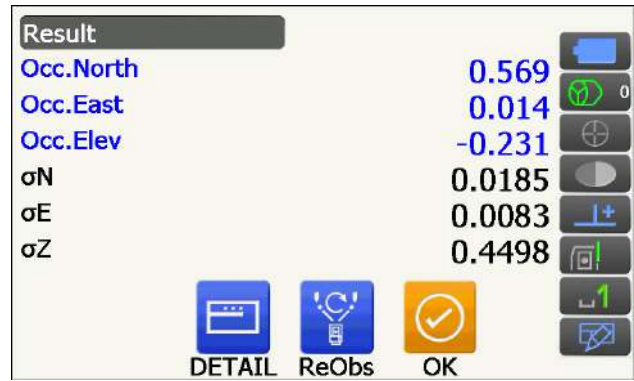 Result
Occ.North 0.569
Occ.East 0.014
Occ.Elev -0.231
σN 0.0185
σE 0.0083
σZ 0.4498
0
1
DETAIL ReObs OK